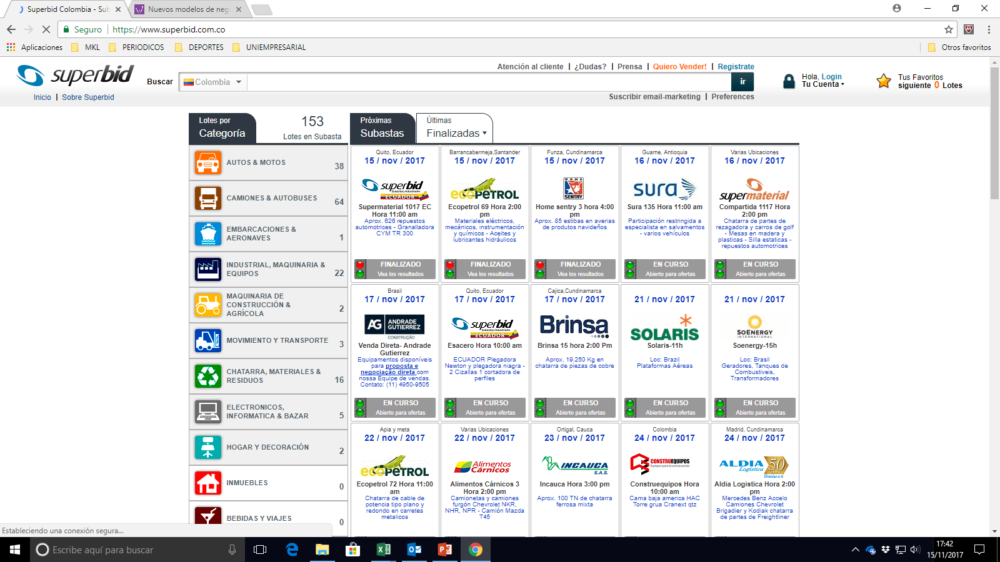 Superbid Colombia - Sub
Nuevos modelos de neg
Seguro
https://www.superbid.com.co
Aplicaciones
MKL
PERIODICOS
DEPORTES
UNIEMPRESARIAL
Otros favoritos
superbid
Atención al cliente | ¿Dudas? | Prensa | Quiero Vender! | Registrate
Buscar
Colombia
ir
Hola, Login
Tu Cuenta
Tus Favoritos
siguiente 0 Lotes
Inicio | Sobre Superbid
Suscribir email-marketing | Preferences
Lotes por
Categoría
153
Lotes en Subasta
Próximas
Subastas
Últimas
Finalizadas
AUTOS & MOTOS
38
CAMIONES & AUTOBUSES
64
EMBARCACIONES &
AERONAVES
1
INDUSTRIAL, MAQUINARIA &
EQUIPOS
22
MAQUINARIA DE
CONSTRUCCIÓN &
AGRÍCOLA
2
MOVIMIENTO Y TRANSPORTE
3
CHATARRA, MATERIALES &
RESIDUOS
16
ELECTRONICOS,
INFORMATICA & BAZAR
5
HOGAR Y DECORACIÓN
2
INMUEBLES
0
BEBIDAS Y VIAJES
0
Quito, Ecuador
15 / nov / 2017
superbid
Subastas Industriales
ECUADOR
Supermaterial 1017 EC
Hora 11:00 am
Aprox. 626 repuestos
automotrices - Granalladora
CYM TR 300
FINALIZADO
Vea los resultados
Barrancabermeja,Santander
15 / nov / 2017
ecopetrol
Ecopetrol 69 Hora 2:00
pm
Materiales eléctricos,
mecánicos, instrumentación
y químicos - Aceites y
lubricantes hidráulicos
FINALIZADO
Vea los resultados
Funza, Cundinamarca
15 / nov / 2017
HOME
SENTRY
Home sentry 3 hora 4:00
pm
Aprox. 85 estibas en averias
de produtos navideños
FINALIZADO
Vea los resultados
Guarne, Antioquia
16 / nov / 2017
sura
Sura 135 Hora 11:00 am
Participación restringida a
especialista en salvamentos
- varios vehículos
EN CURSO
Abierto para ofertas
Varias Ubicaciones
16 / nov / 2017
supermaterial
Compartida 1117 Hora
2:00 pm
Chatarra de partes de
rezagadora y carros de golf
- Mesas en madera y
plasticas - Silla estaticas -
repuestos automotrices
EN CURSO
Abierto para ofertas
Brasil
17 / nov / 2017
AG
ANDRADE
GUTIERREZ
CONSTRUÇÃO
Venda Direta- Andrade
Gutierrez
Equipamentos disponíveis
para proposta e
negociação direta com
nossa Equipe de vendas.
Contato: (11) 4950-9505
EN CURSO
Abierto para ofertas
Quito, Ecuador
17 / nov / 2017
superbid
Subastas Industriales
ECUADOR
Esacero Hora 10:00 am
ECUADOR Plegadora
Newton y plegadora niagra -
2 Cizallas 1 cortadora de
perfiles
EN CURSO
Abierto para ofertas
Cajica,Cundinamarca
17 / nov / 2017
Brinsa
Brinsa 15 hora 2:00 Pm
Aprox. 19.250 Kg en
chatarra de piezas de cobre
EN CURSO
Abierto para ofertas
21 / nov / 2017
SOLARIS
Solaris-11h
Loc: Brazil
Plataformas Aéreas
EN CURSO
Abierto para ofertas
21 / nov / 2017
SOENERGY
INTERNATIONAL
Soenergy-15h
Loc: Brasil
Geradores, Tanques de
Combustiveis,
Transformadores
EN CURSO
Abierto para ofertas
Apia y meta
22 / nov / 2017
ecopetrol
Ecopetrol 72 Hora 11:00
am
Chatarra de cable de
potencia tipo plano y
redondo en carretes
metalicos
Varias Ubicaciones
22 / nov / 2017
Alimentos
Cárnicos
Alimentos Cárnicos 3
Hora 2:00 pm
Camionetas y camiones
furgón Chevrolet NKR,
NHR, NPR - Camión Mazda
T45
Ortigal, Cauca
23 / nov / 2017
INCAUCA
S.A.S.
Incauca Hora 3:00 pm
Aprox. 100 TN de chatarra
ferrosa mixta
Colombia
24 / nov / 2017
CONSTRUEQUIPOS
Equipos para la construcción
Construequipos Hora
10:00 am
Cama baja america HAC
Torre grua Cranext qtz
Madrid, Cundinamarca
24 / nov / 2017
ALDIA
Logística
50
Gracias a ti
Aldia Logistica Hora 2:00
pm
Mercedes Benz Accelo
Camiones Chevrolet
Brigadier y Kodiak chatarra
de partes de Freightliner
Estableciendo una conexión segura...
Escribe aquí para buscar
17:42
15/11/2017